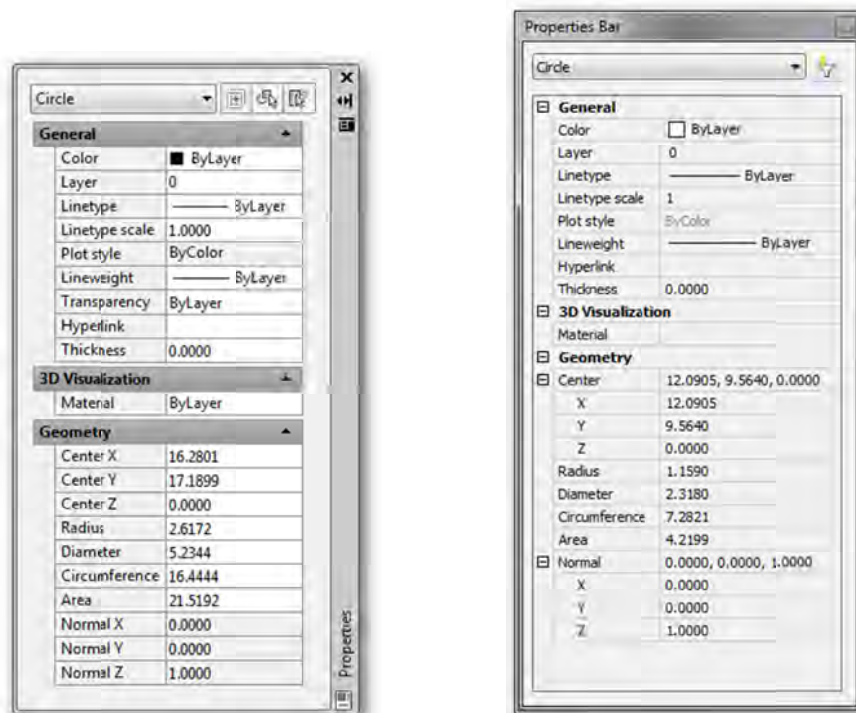 Circle
General
Color ByLayer
Layer 0
Linetype ByLayer
Linetype scale 1.0000
Plot style ByColor
Lineweight ByLayer
Transparency ByLayer
Hyperlink
Thickness 0.0000
3D Visualization
Material ByLayer
Geometry
Center X 16.2801
Center Y 17.1899
Center Z 0.0000
Radius 2.6172
Diameter 5.2344
Circumference 16.4444
Area 21.5192
Normal X 0.0000
Normal Y 0.0000
Normal Z 1.0000
Properties
Properties Bar
Circle
General
Color ByLayer
Layer 0
Linetype ByLayer
Linetype scale 1
Plot style ByColor
Lineweight ByLayer
Hyperlink
Thickness 0.0000
3D Visualization
Material
Geometry
Center 12.0905, 9.5640, 0.0000
X 12.0905
Y 9.5640
Z 0.0000
Radius 1.1590
Diameter 2.3180
Circumference 7.2821
Area 4.2199
Normal 0.0000, 0.0000, 1.0000
X 0.0000
Y 0.0000
Z 1.0000